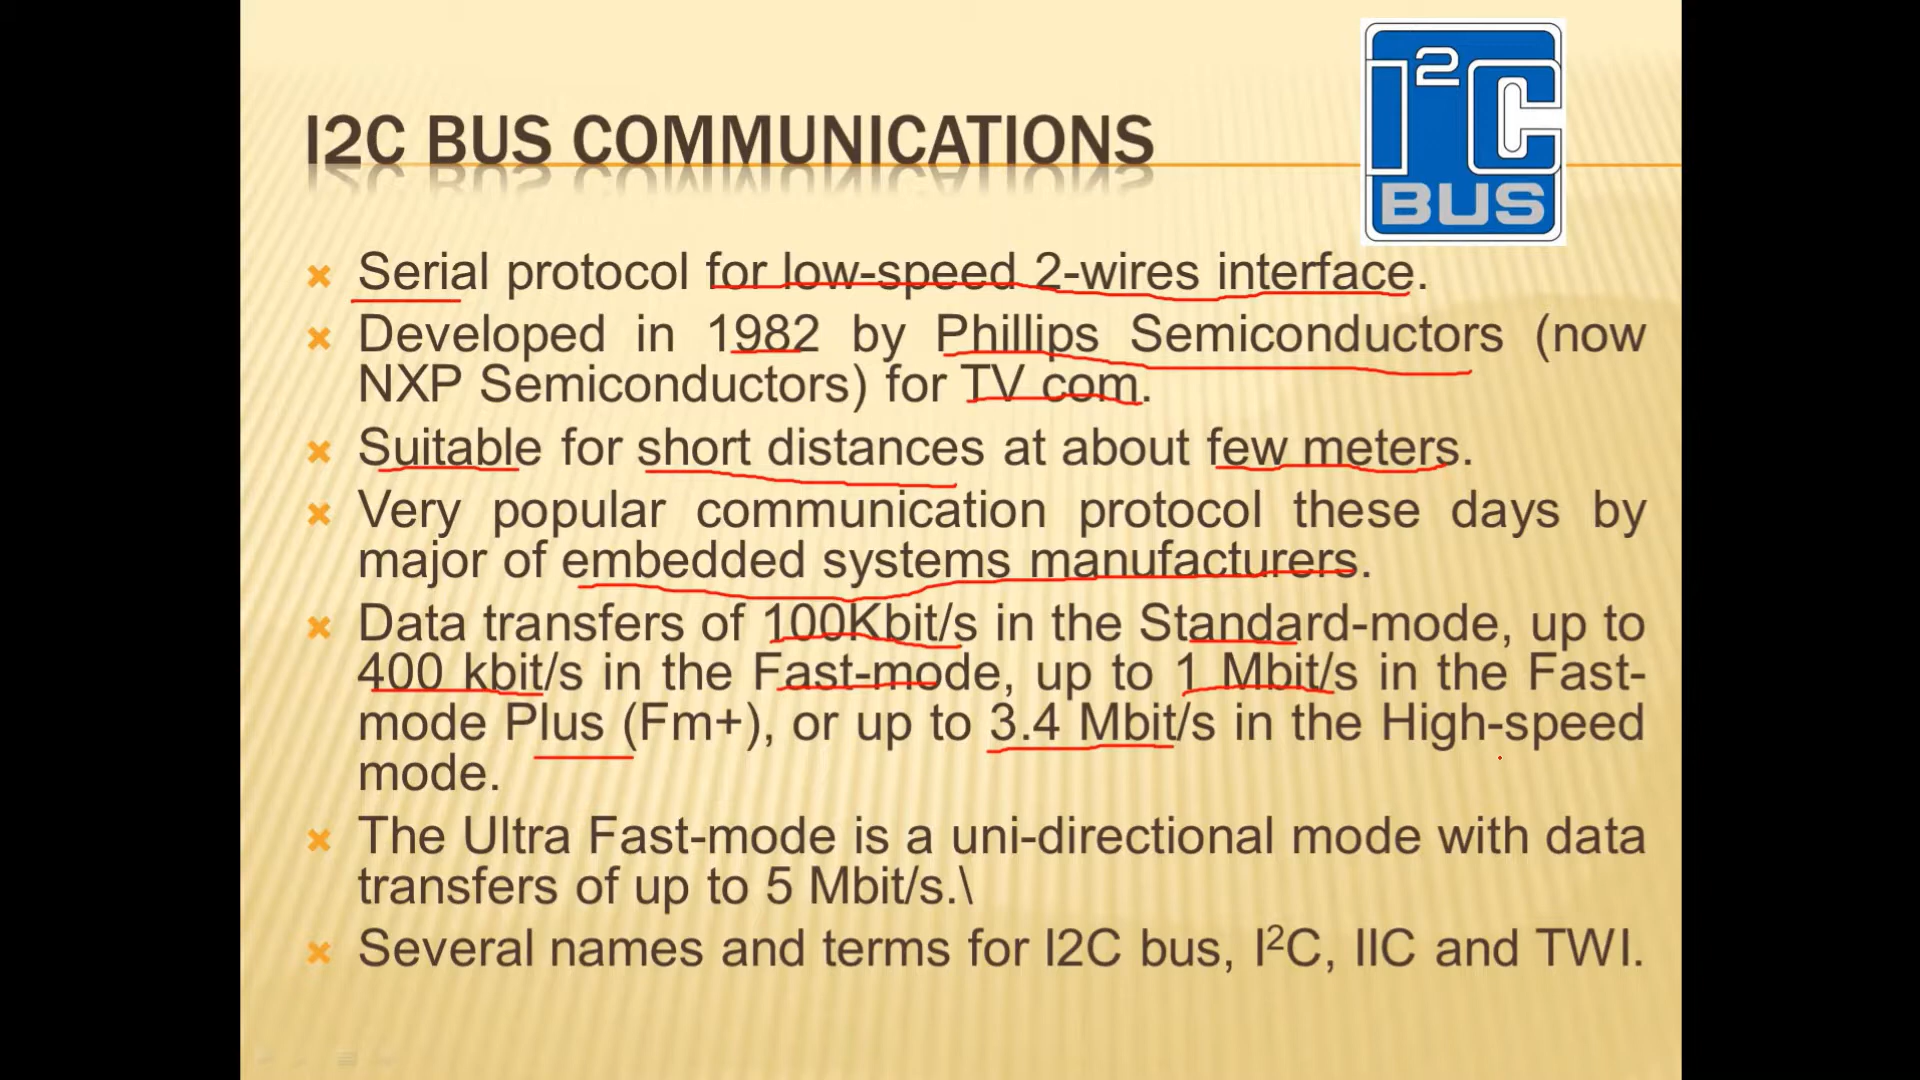 I2C BUS COMMUNICATIONS
I²C
BUS
Serial protocol for low-speed 2-wires interface.
Developed in 1982 by Phillips Semiconductors (now
NXP Semiconductors) for TV com.
Suitable for short distances at about few meters.
Very popular communication protocol these days by
major of embedded systems manufacturers.
Data transfers of 100Kbit/s in the Standard-mode, up to
400 kbit/s in the Fast-mode, up to 1 Mbit/s in the Fast-
mode Plus (Fm+), or up to 3.4 Mbit/s in the High-speed
mode.
The Ultra Fast-mode is a uni-directional mode with data
transfers of up to 5 Mbit/s.\
Several names and terms for I2C bus, I²C, IIC and TWI.